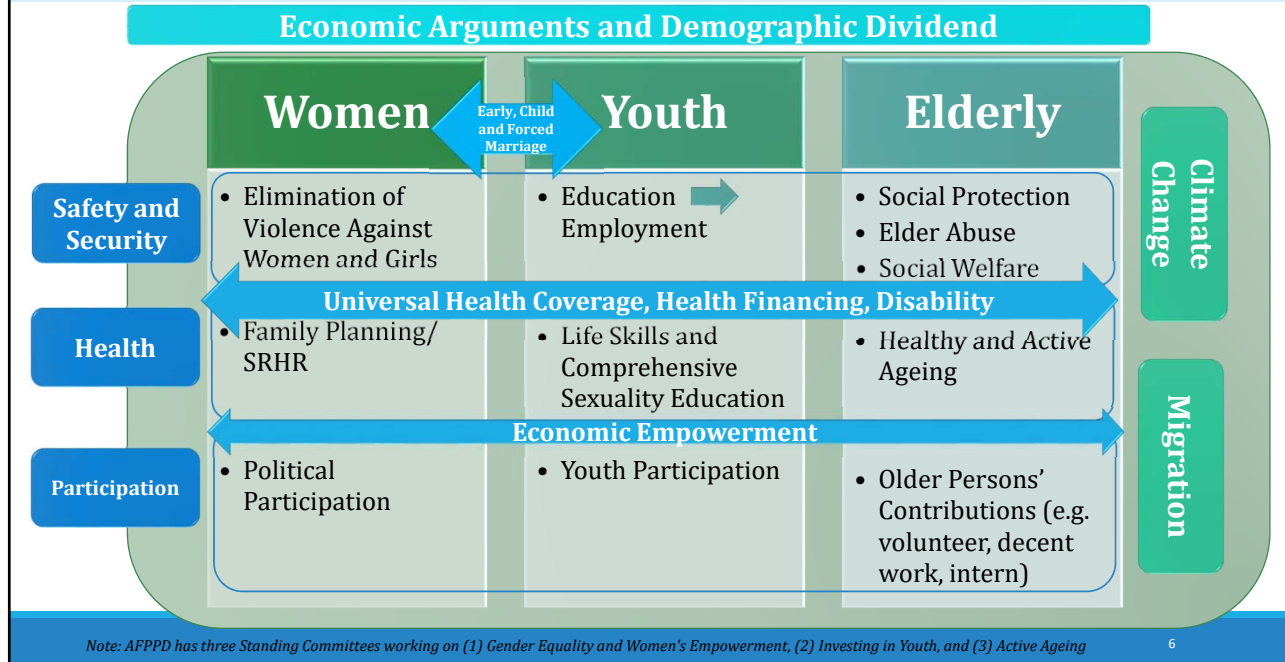 Economic Arguments and Demographic Dividend
Women
Early, Child
and Forced
Marriage
Youth
Elderly
Safety and
Security
• Elimination of
Violence Against
Women and Girls
• Education
Employment
• Social Protection
• Elder Abuse
• Social Welfare
Universal Health Coverage, Health Financing, Disability
Health
• Family Planning/
SRHR
• Life Skills and
Comprehensive
Sexuality Education
• Healthy and Active
Ageing
Economic Empowerment
Participation
• Political
Participation
• Youth Participation
• Older Persons’
Contributions (e.g.
volunteer, decent
work, intern)
Climate
Change
Migration
Note: AFPPD has three Standing Committees working on (1) Gender Equality and Women's Empowerment, (2) Investing in Youth, and (3) Active Ageing
6